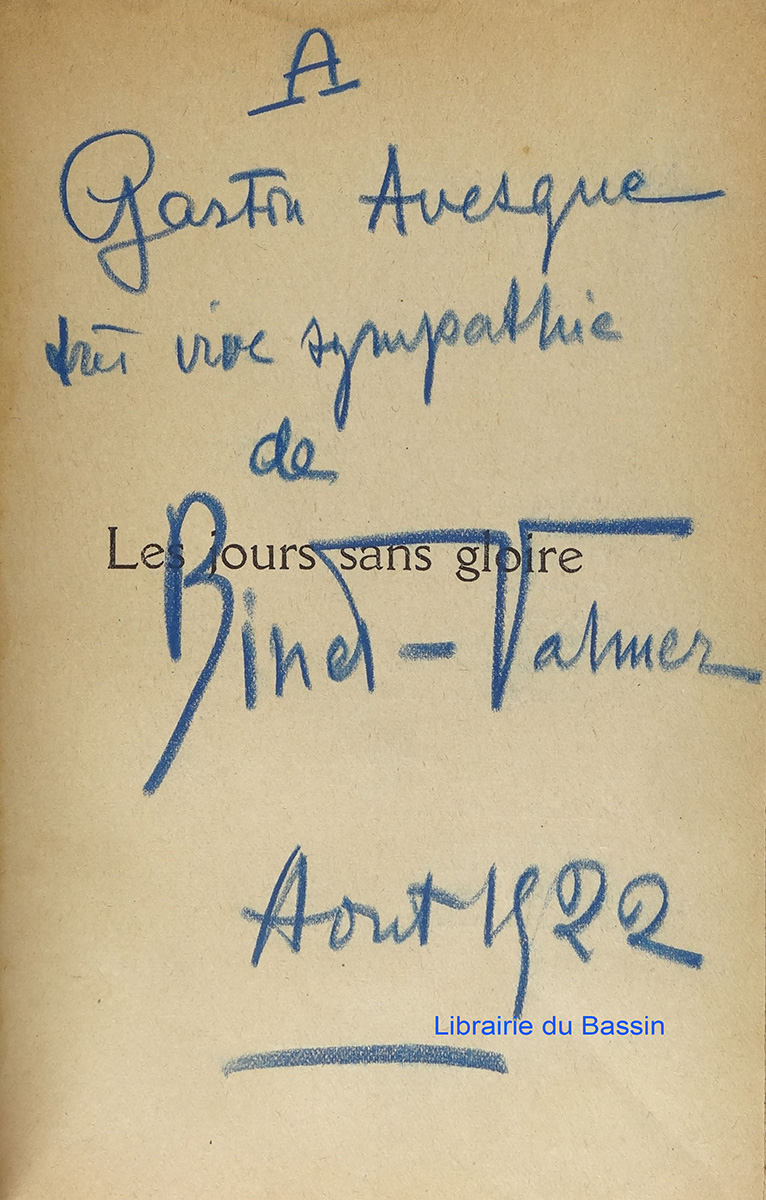 A
Gaston Avesque
très vive sympathie
de
Les jours sans gloire
Binet-Valmer
Aout 1922
Librairie du Bassin